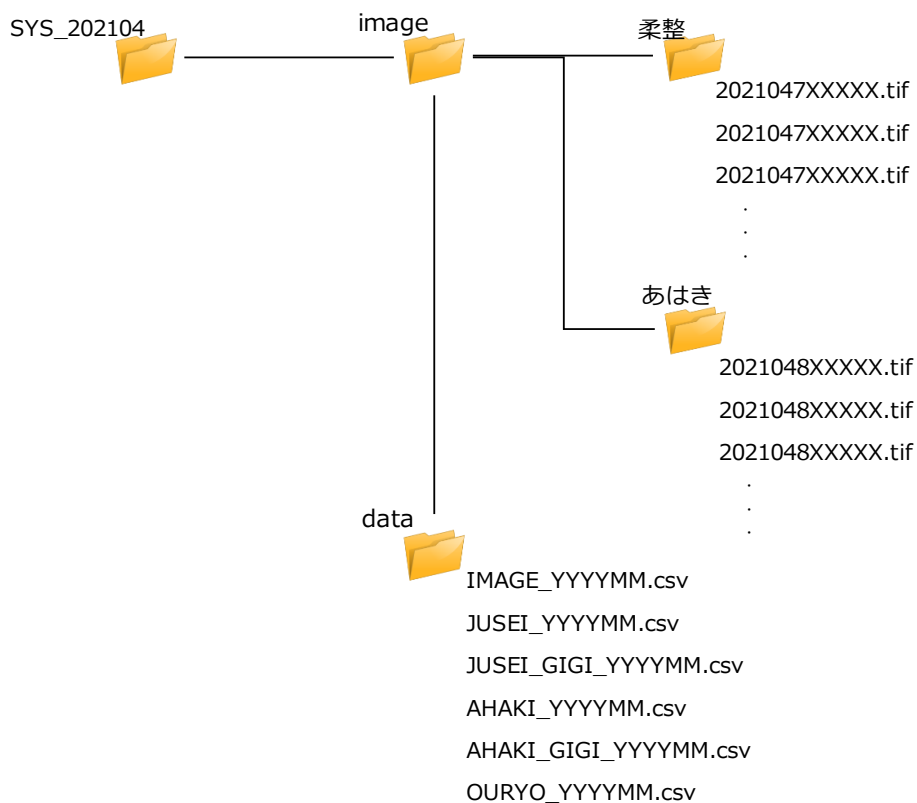 SYS_202104
image
柔整
2021047XXXXX.tif
2021047XXXXX.tif
2021047XXXXX.tif
.
.
.
あはき
2021048XXXXX.tif
2021048XXXXX.tif
2021048XXXXX.tif
.
.
.
data
IMAGE_YYYYMM.csv
JUSEI_YYYYMM.csv
JUSEI_GIGI_YYYYMM.csv
AHAKI_YYYYMM.csv
AHAKI_GIGI_YYYYMM.csv
OURYO_YYYYMM.csv